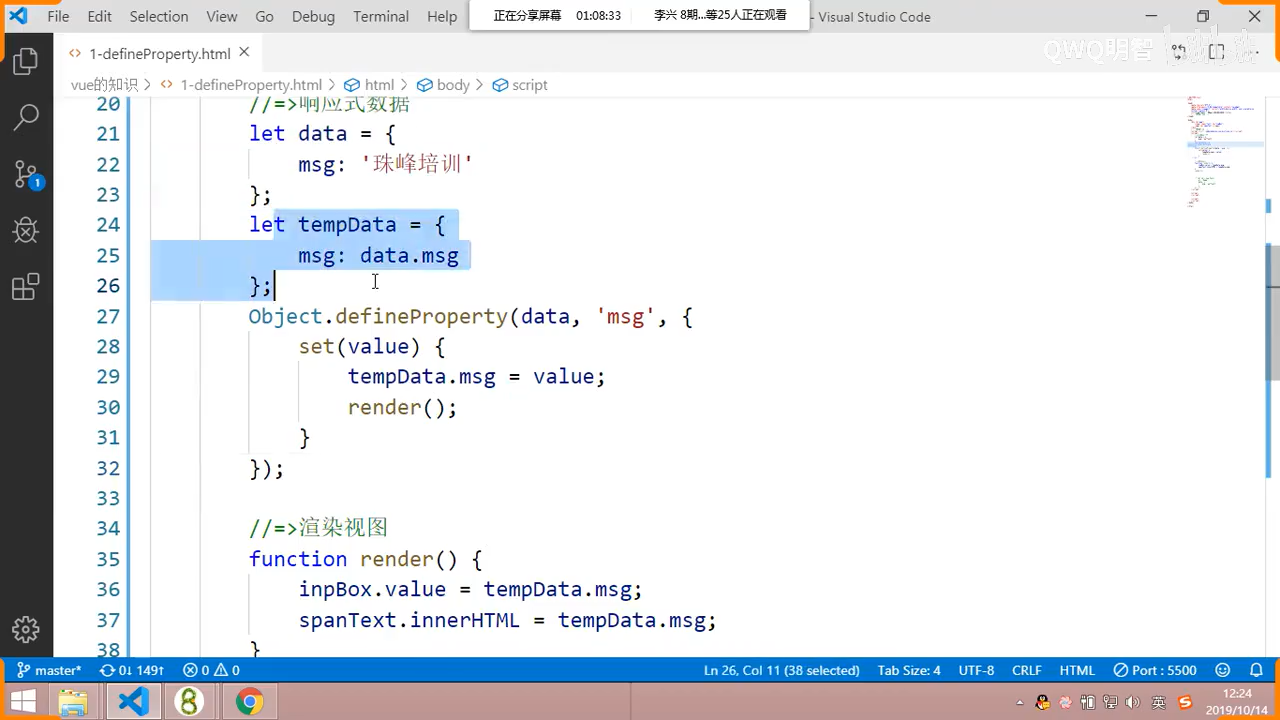 File Edit Selection View Go Debug Terminal Help
正在分享屏幕 01:08:33 李兴 8期...等25人正在观看
- Visual Studio Code
1-defineProperty.html
QWQ明智
vue的知识 > <> 1-defineProperty.html > html > body > script
20 //=>响应式数据
21 let data = {
22 msg: '珠峰培训'
23 };
24 let tempData = {
25 msg: data.msg
26 };
27 Object.defineProperty(data, 'msg', {
28 set(value) {
29 tempData.msg = value;
30 render();
31 }
32 });
33
34 //=>渲染视图
35 function render() {
36 inpBox.value = tempData.msg;
37 spanText.innerHTML = tempData.msg;
38 }
1
master* 0↓ 149↑ 0 0 Ln 26, Col 11 (38 selected) Tab Size: 4 UTF-8 CRLF HTML Port : 5500
英 12:24
2019/10/14